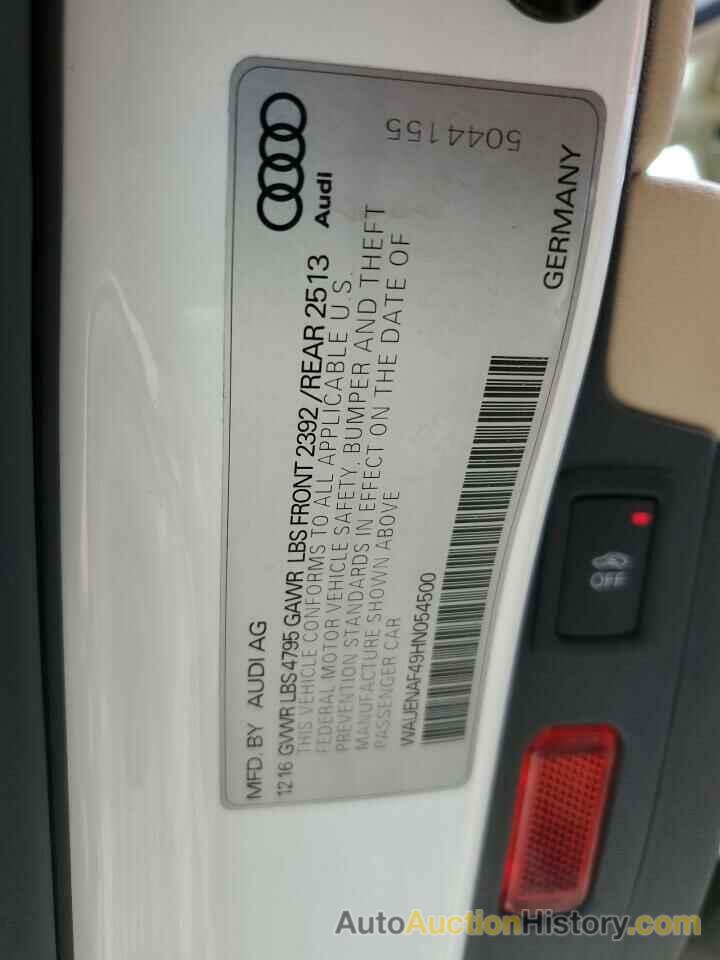 MFD. BY AUDI AG
1216 GVWR LBS 4795 GAWR LBS FRONT 2392 / REAR 2513
THIS VEHICLE CONFORMS TO ALL APPLICABLE U.S.
FEDERAL MOTOR VEHICLE SAFETY, BUMPER AND THEFT
PREVENTION STANDARDS IN EFFECT ON THE DATE OF
MANUFACTURE SHOWN ABOVE
PASSENGER CAR
WAUENAF49HN054500
Audi
5044155
GERMANY
OFF
AutoAuctionHistory.com